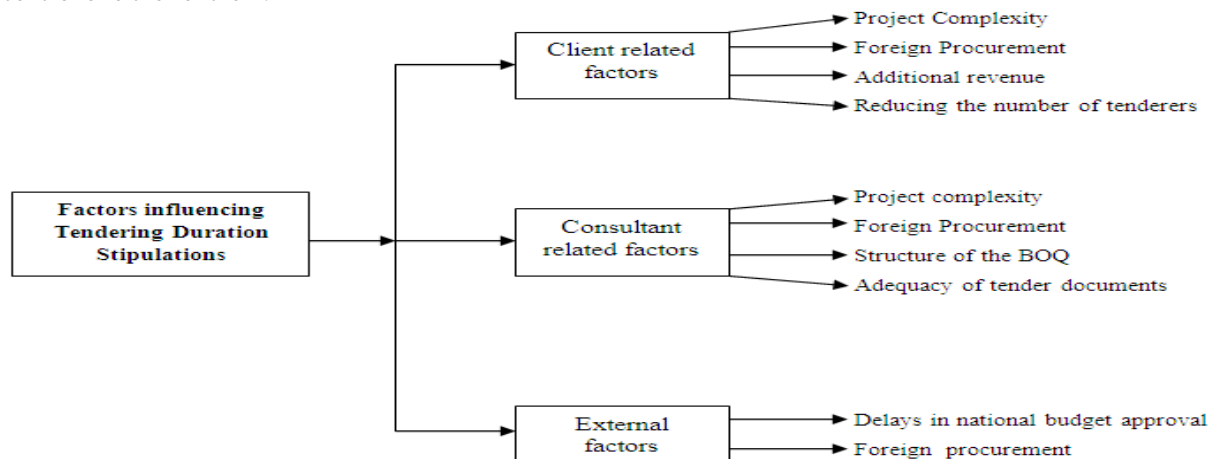 Factors influencing
Tendering Duration
Stipulations
Client related
factors
Project Complexity
Foreign Procurement
Additional revenue
Reducing the number of tenderers
Consultant
related factors
Project complexity
Foreign Procurement
Structure of the BOQ
Adequacy of tender documents
External
factors
Delays in national budget approval
Foreign procurement